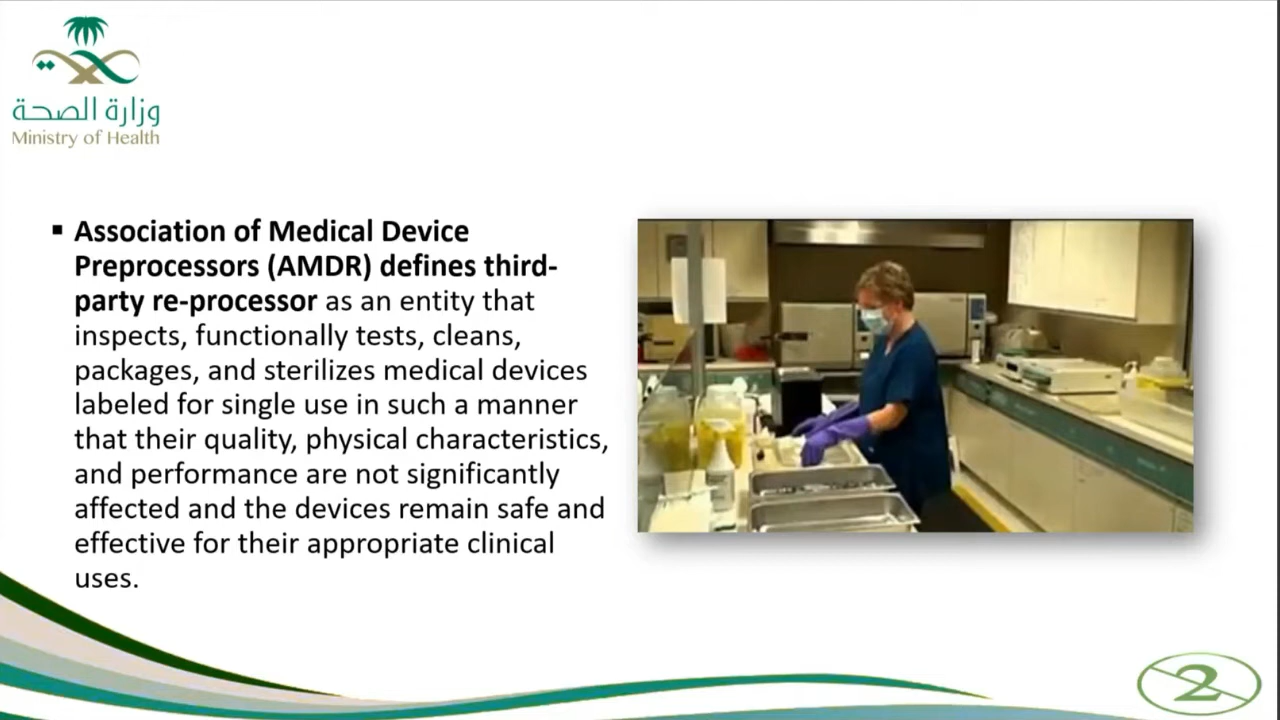 وزارة الصحة
Ministry of Health
▪ Association of Medical Device
Preprocessors (AMDR) defines third-
party re-processor as an entity that
inspects, functionally tests, cleans,
packages, and sterilizes medical devices
labeled for single use in such a manner
that their quality, physical characteristics,
and performance are not significantly
affected and the devices remain safe and
effective for their appropriate clinical
uses.
2